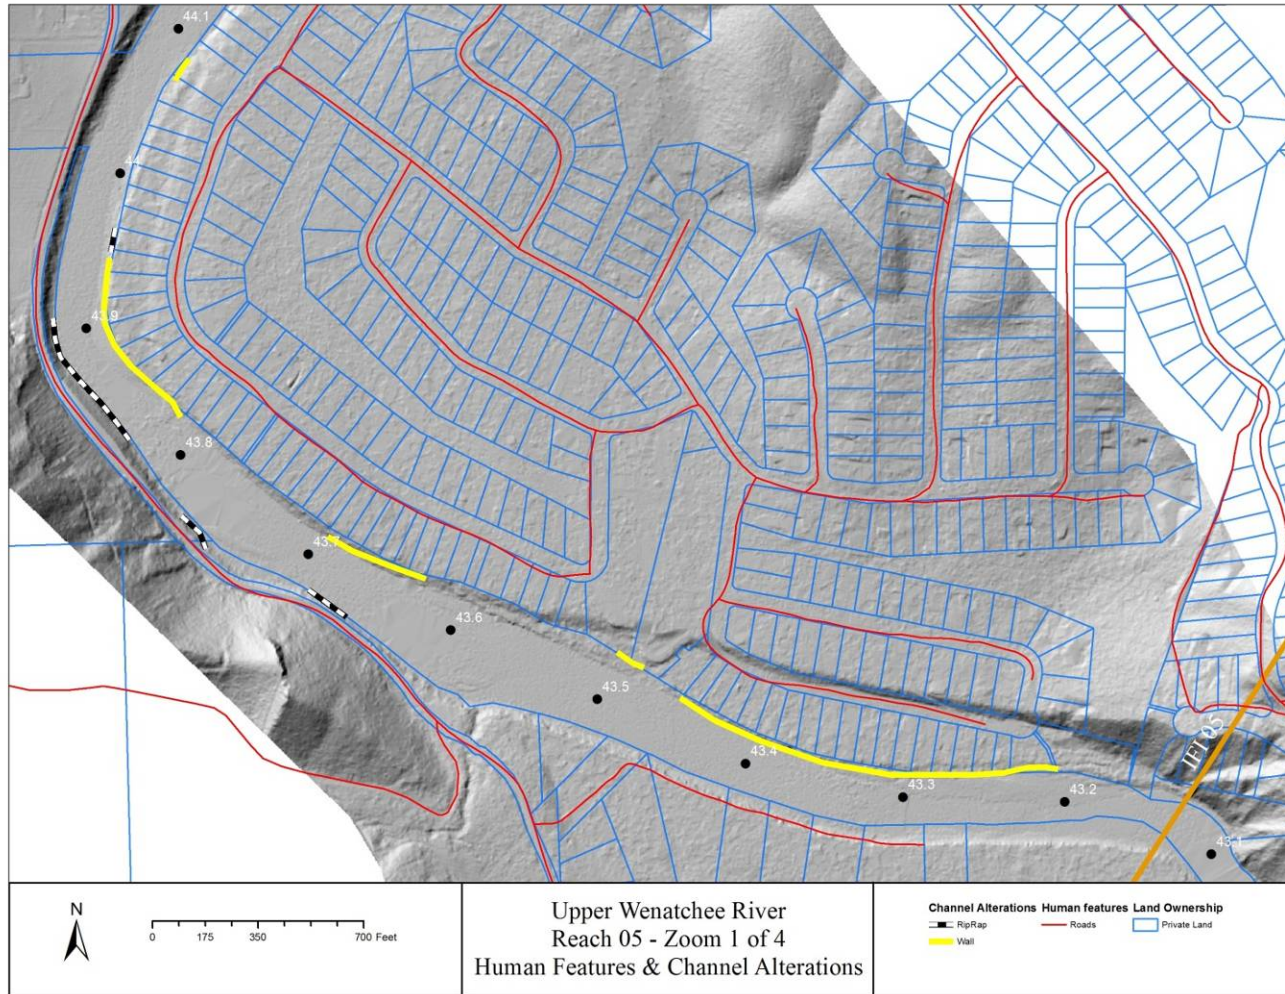 44.1
44
43.9
43.8
43.7
43.6
43.5
43.4
43.3
43.2
43.1
N
0 175 350 700 Feet
Upper Wenatchee River
Reach 05 - Zoom 1 of 4
Human Features & Channel Alterations
Channel Alterations Human features Land Ownership
RipRap Roads Private Land
Wall